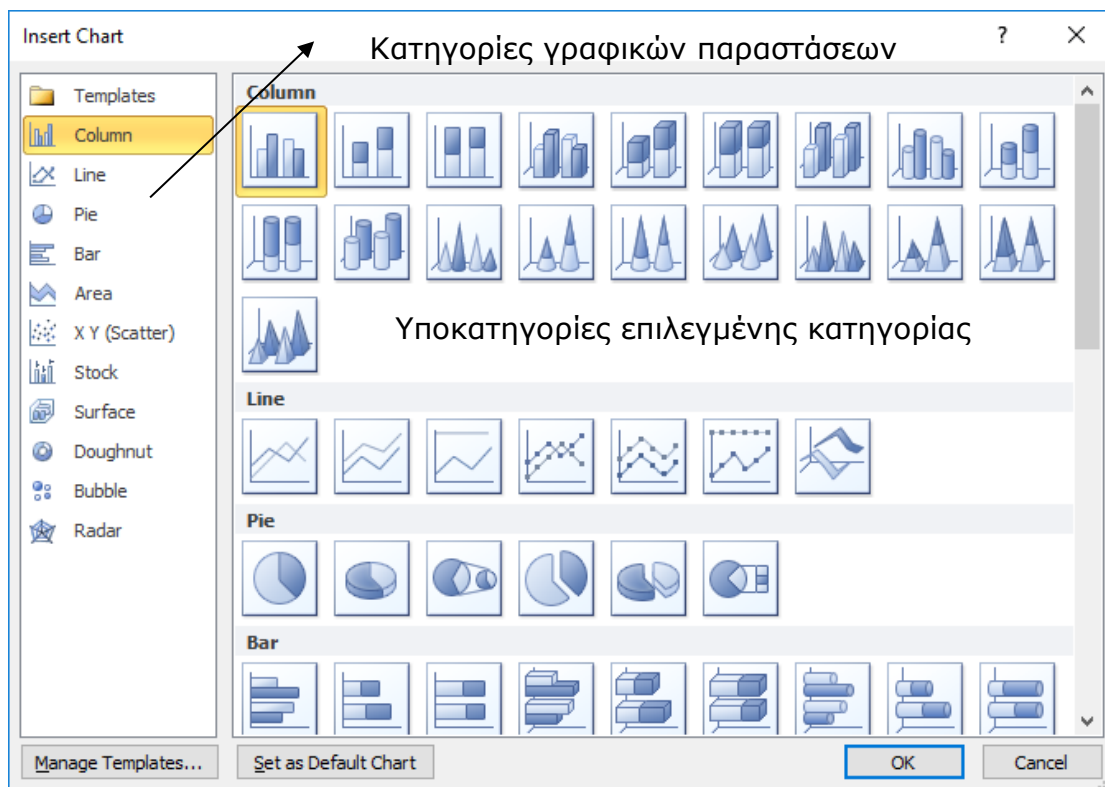 Insert Chart
?
Κατηγορίες γραφικών παραστάσεων
Templates
Column
Line
Pie
Bar
Area
X Y (Scatter)
Stock
Surface
Doughnut
Bubble
Radar
Column
Υποκατηγορίες επιλεγμένης κατηγορίας
Line
Pie
Bar
Manage Templates...
Set as Default Chart
OK
Cancel